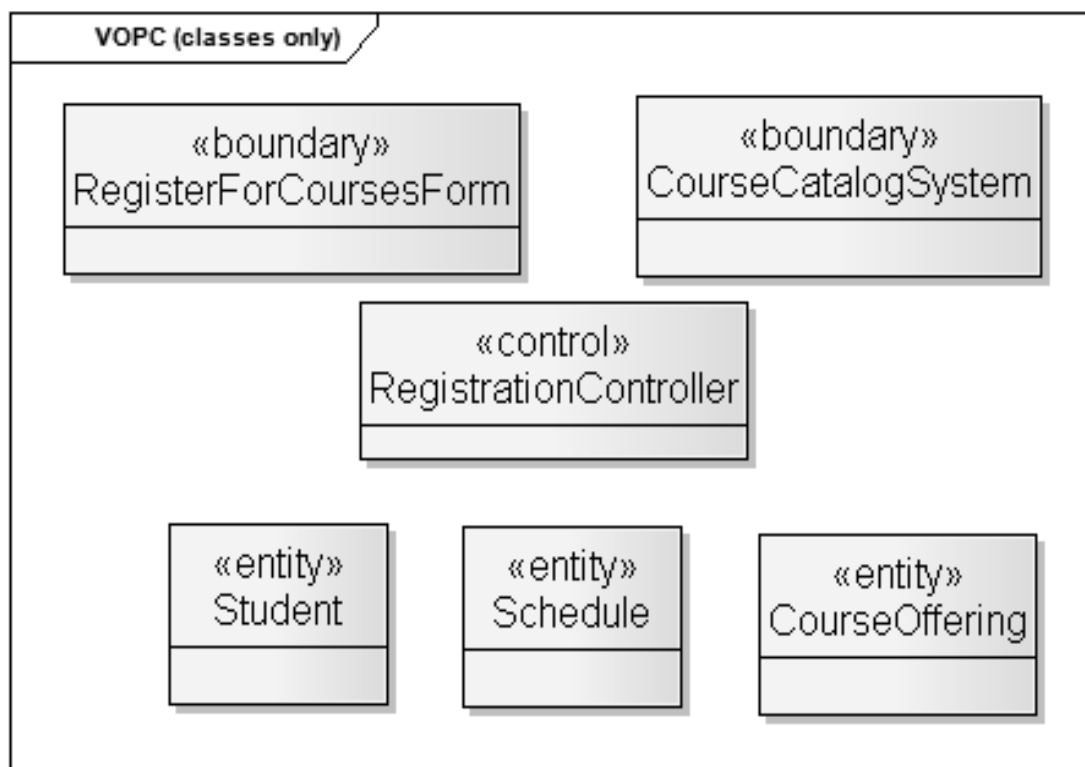 VOPC (classes only)
«boundary»
RegisterForCoursesForm
«boundary»
CourseCatalogSystem
«control»
RegistrationController
«entity»
Student
«entity»
Schedule
«entity»
CourseOffering